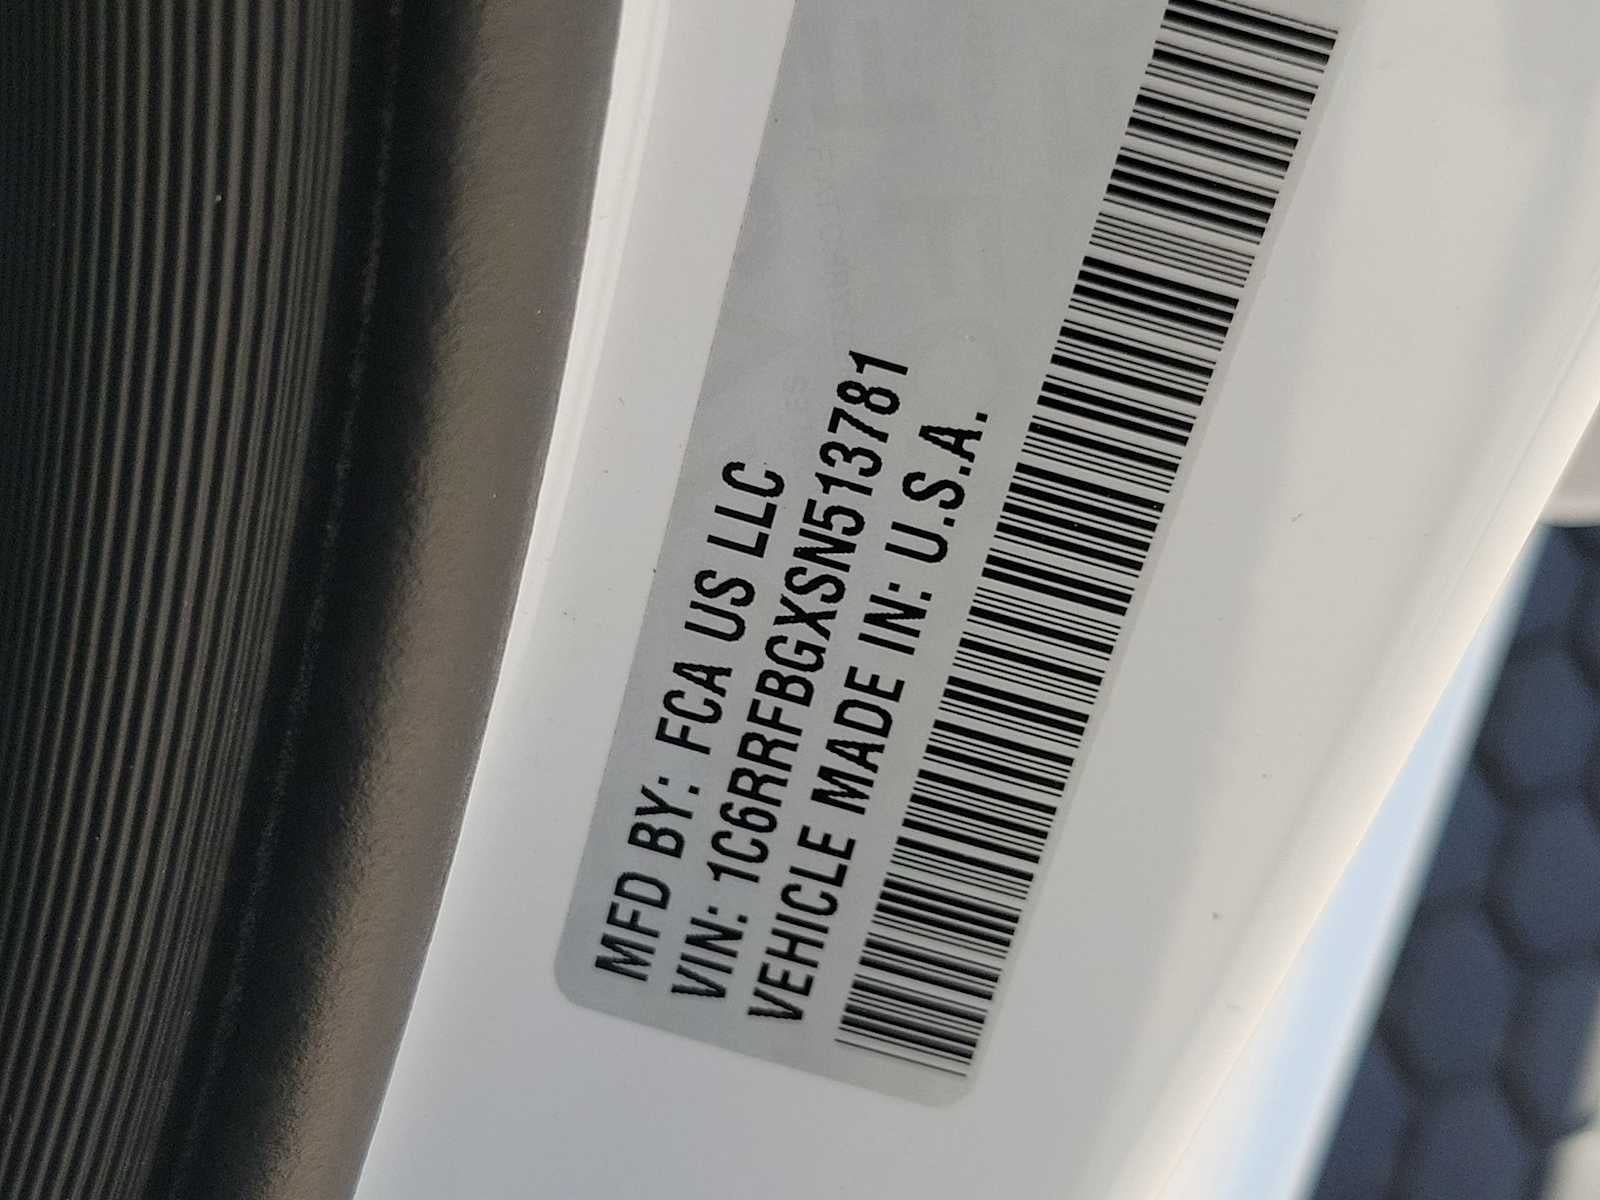 MFD BY: FCA US LLC
VIN: 1C6RRFBGXSN513781
VEHICLE MADE IN: U.S.A.